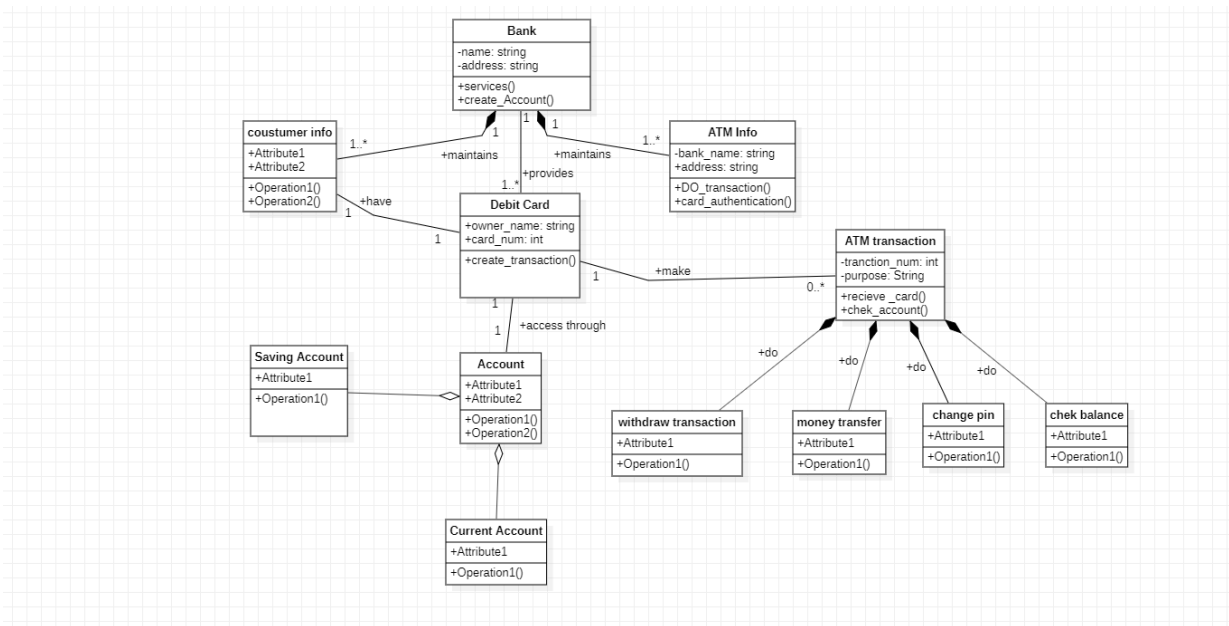 Bank
-name: string
-address: string
+services()
+create_Account()
1
1
1
coustumer info
+Attribute1
+Attribute2
+Operation1()
+Operation2()
1..*
+maintains
+maintains
1..*
ATM Info
-bank_name: string
+address: string
+DO_transaction()
+card_authentication()
+provides
1..*
+have
1
1
Debit Card
+owner_name: string
+card_num: int
+create_transaction()
1
+make
0..*
ATM transaction
-tranction_num: int
-purpose: String
+recieve _card()
+chek_account()
1
1
+access through
Saving Account
+Attribute1
+Operation1()
Account
+Attribute1
+Attribute2
+Operation1()
+Operation2()
+do
+do
+do
+do
withdraw transaction
+Attribute1
+Operation1()
money transfer
+Attribute1
+Operation1()
change pin
+Attribute1
+Operation1()
chek balance
+Attribute1
+Operation1()
Current Account
+Attribute1
+Operation1()